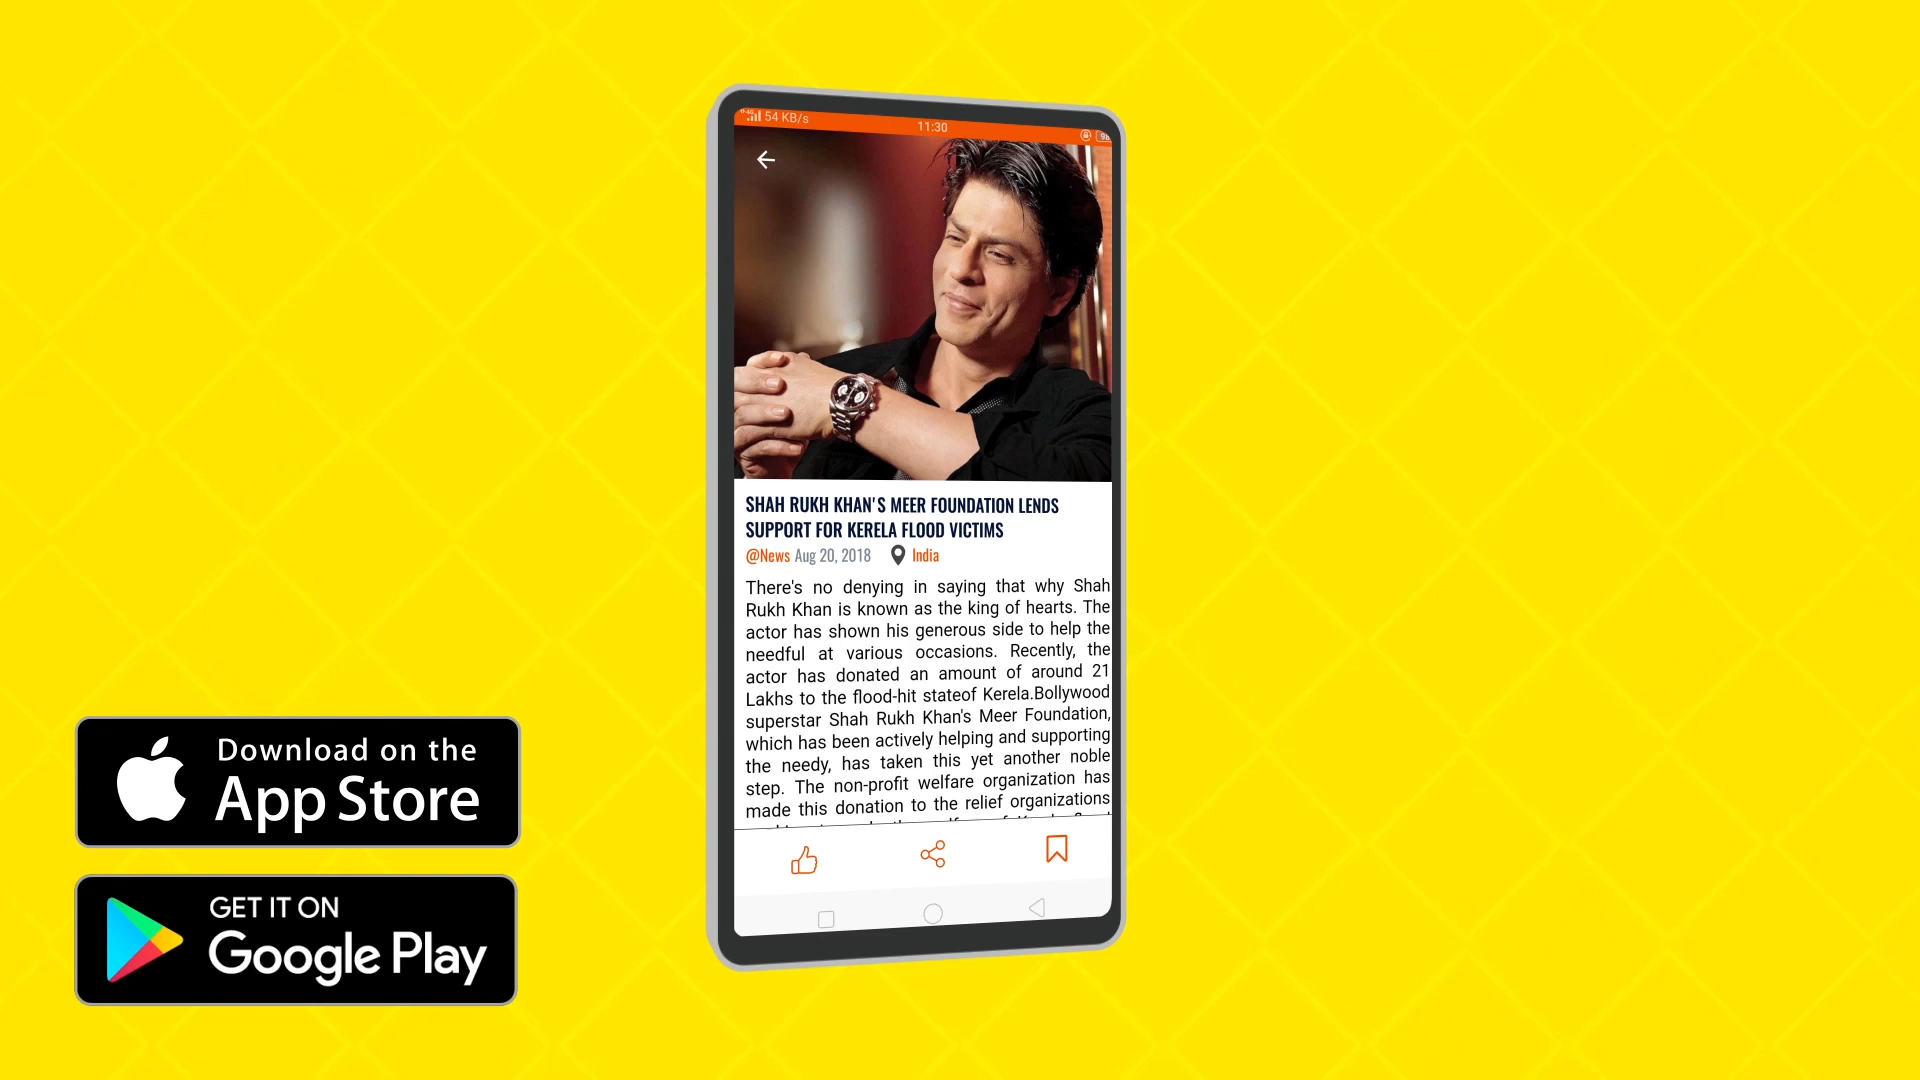 54 KB/s
11:30
SHAH RUKH KHAN'S MEER FOUNDATION LENDS
SUPPORT FOR KERELA FLOOD VICTIMS
@News Aug 20, 2018 India
There's no denying in saying that why Shah
Rukh Khan is known as the king of hearts. The
actor has shown his generous side to help the
needful at various occasions. Recently, the
actor has donated an amount of around 21
Lakhs to the flood-hit stateof Kerela.Bollywood
superstar Shah Rukh Khan's Meer Foundation,
which has been actively helping and supporting
the needy, has taken this yet another noble
step. The non-profit welfare organization has
made this donation to the relief organizations
Download on the
App Store
GET IT ON
Google Play